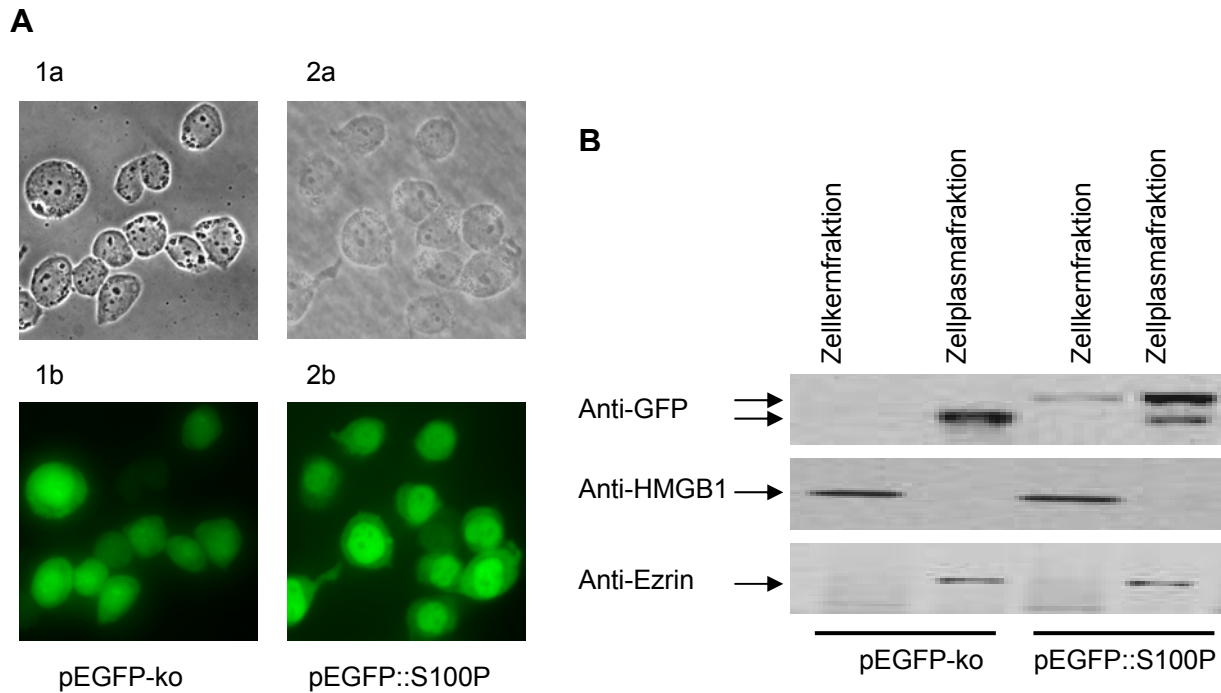 A
1a
2a
1b
2b
pEGFP-ko
pEGFP::S100P
B
Zellkernfraktion
Zellplasmafraktion
Zellkernfraktion
Zellplasmafraktion
Anti-GFP
Anti-HMGB1
Anti-Ezrin
pEGFP-ko
pEGFP::S100P